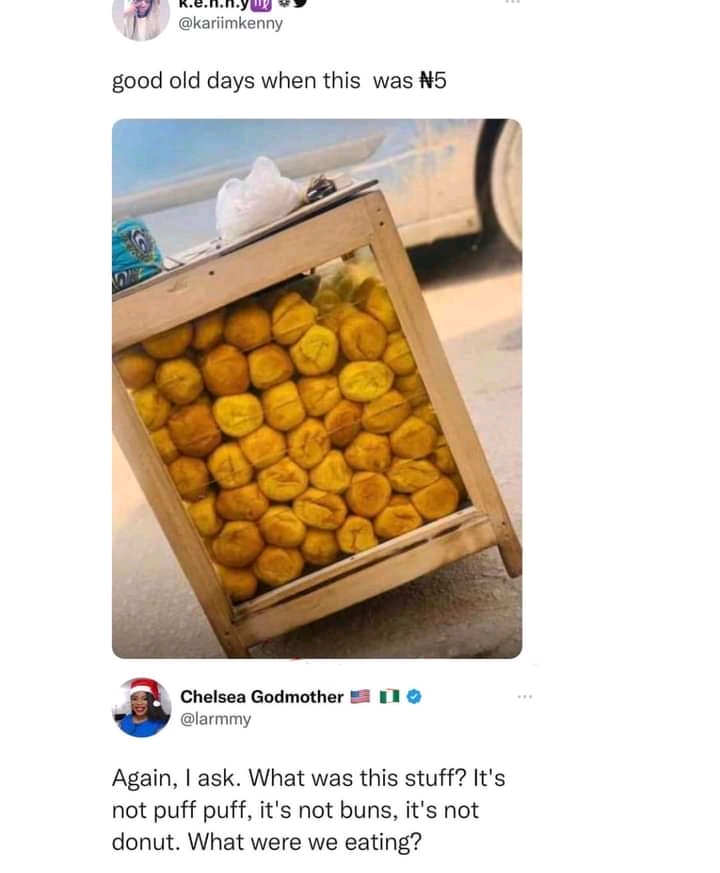 K.e.n.n.y
@kariimkenny
good old days when this was ₦5
Chelsea Godmother
@larmmy
Again, I ask. What was this stuff? It's
not puff puff, it's not buns, it's not
donut. What were we eating?